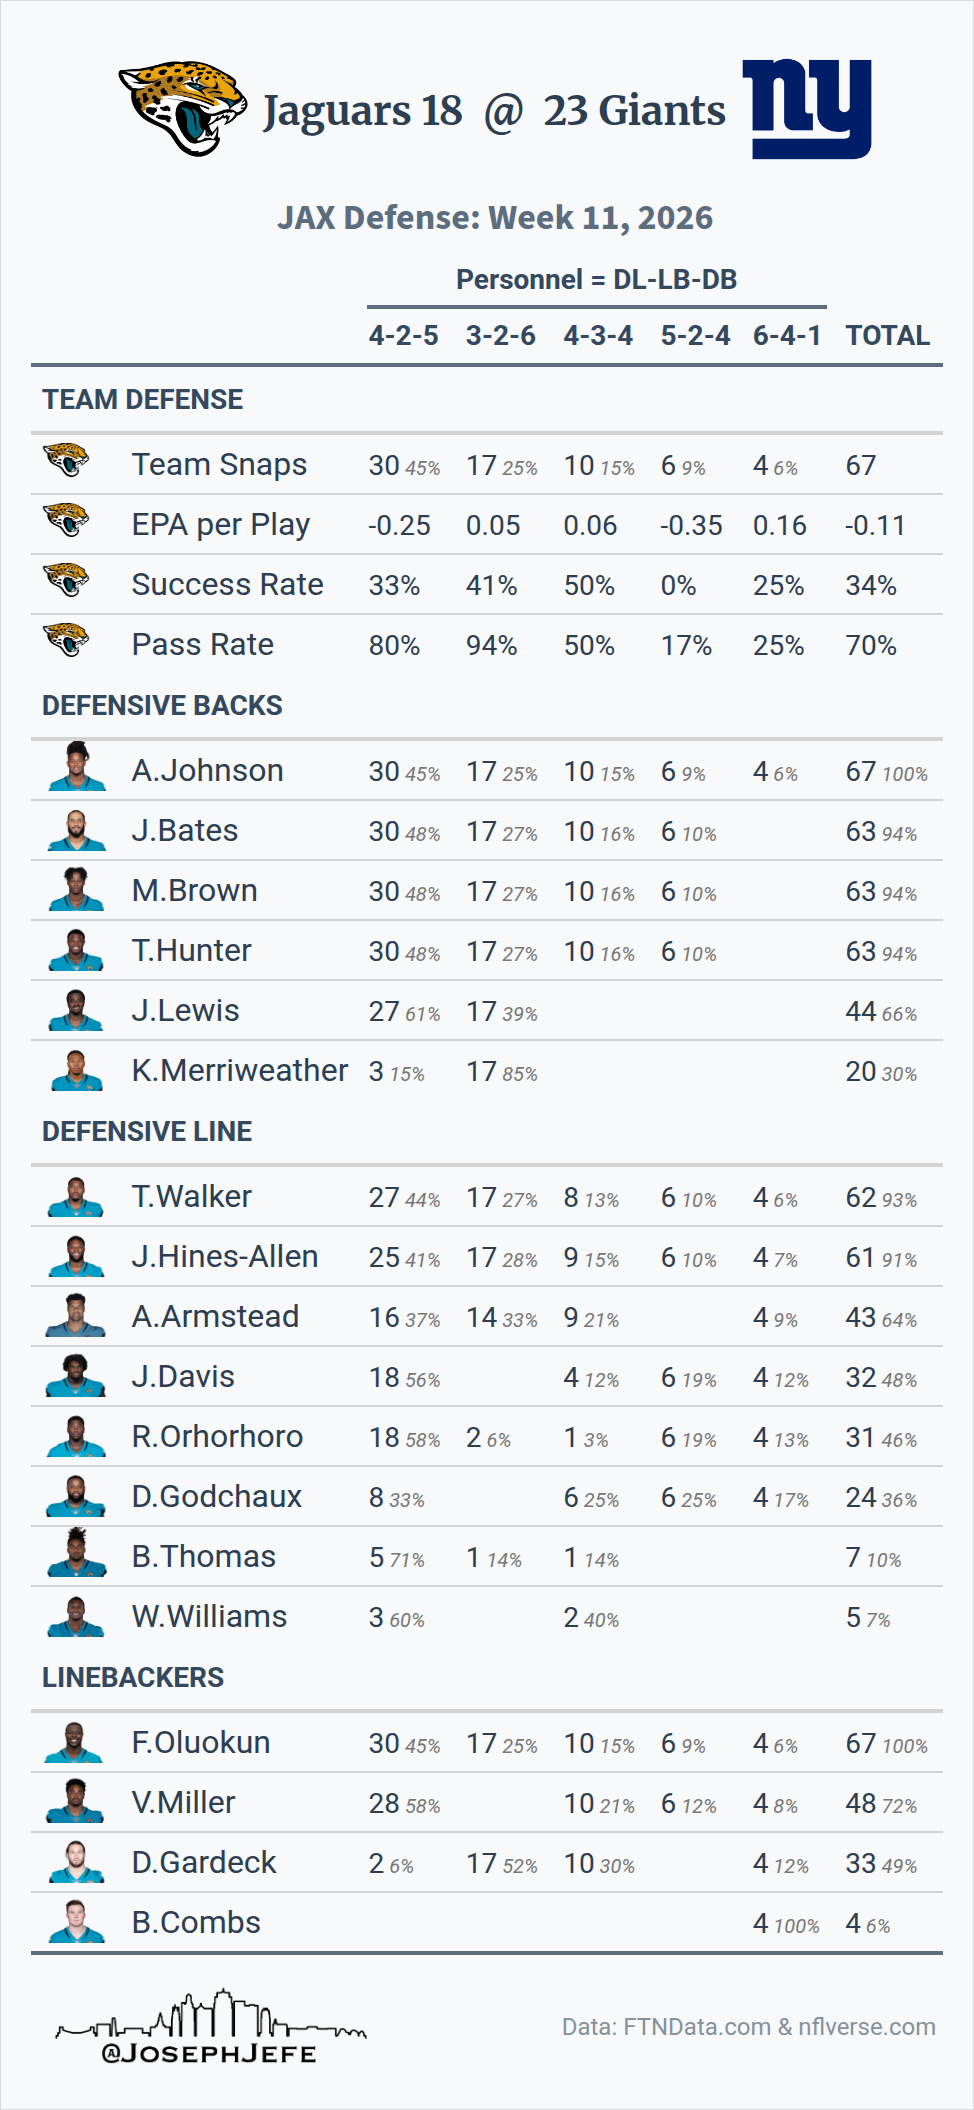 Jaguars 18 @ 23 Giants
ny
JAX Defense: Week 11, 2026
Personnel = DL-LB-DB
4-2-5 3-2-6 4-3-4 5-2-4 6-4-1 TOTAL
TEAM DEFENSE
Team Snaps 30 45% 17 25% 10 15% 6 9% 4 6% 67
EPA per Play -0.25 0.05 0.06 -0.35 0.16 -0.11
Success Rate 33% 41% 50% 0% 25% 34%
Pass Rate 80% 94% 50% 17% 25% 70%
DEFENSIVE BACKS
A.Johnson 30 45% 17 25% 10 15% 6 9% 4 6% 67 100%
J.Bates 30 48% 17 27% 10 16% 6 10% 63 94%
M.Brown 30 48% 17 27% 10 16% 6 10% 63 94%
T.Hunter 30 48% 17 27% 10 16% 6 10% 63 94%
J.Lewis 27 61% 17 39% 44 66%
K.Merriweather 3 15% 17 85% 20 30%
DEFENSIVE LINE
T.Walker 27 44% 17 27% 8 13% 6 10% 4 6% 62 93%
J.Hines-Allen 25 41% 17 28% 9 15% 6 10% 4 7% 61 91%
A.Armstead 16 37% 14 33% 9 21% 4 9% 43 64%
J.Davis 18 56% 4 12% 6 19% 4 12% 32 48%
R.Orhorhoro 18 58% 2 6% 1 3% 6 19% 4 13% 31 46%
D.Godchaux 8 33% 6 25% 6 25% 4 17% 24 36%
B.Thomas 5 71% 1 14% 1 14% 7 10%
W.Williams 3 60% 2 40% 5 7%
LINEBACKERS
F.Oluokun 30 45% 17 25% 10 15% 6 9% 4 6% 67 100%
V.Miller 28 58% 10 21% 6 12% 4 8% 48 72%
D.Gardeck 2 6% 17 52% 10 30% 4 12% 33 49%
B.Combs 4 100% 4 6%
@JOSEPHJEFE
Data: FTNData.com & nflverse.com